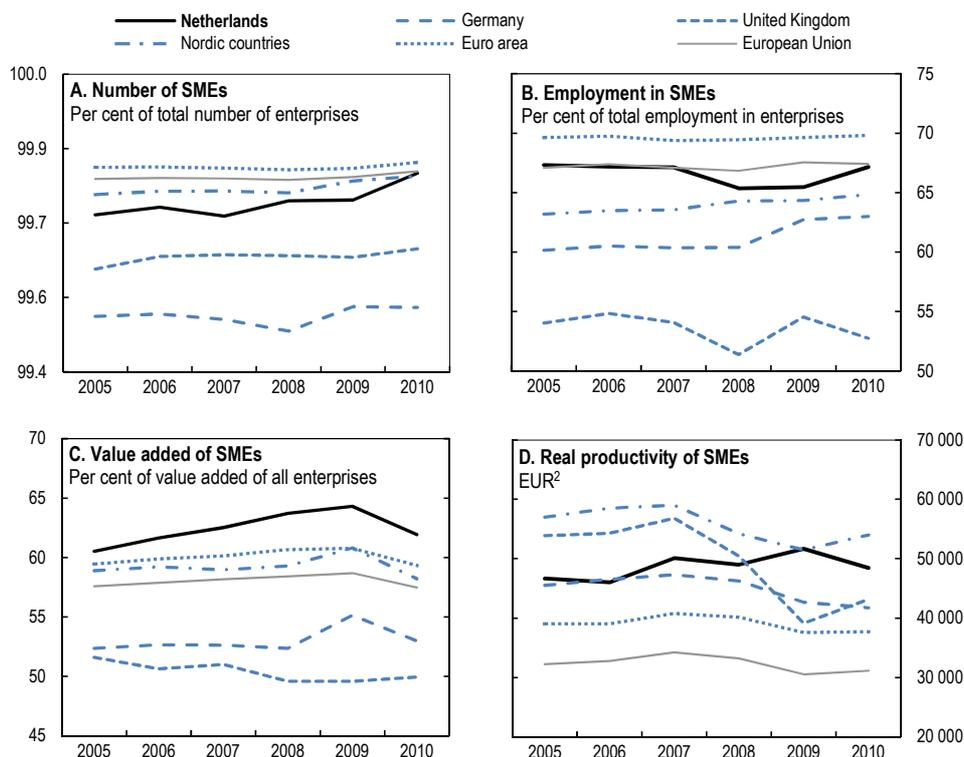 Netherlands Germany United Kingdom
Nordic countries Euro area European Union
A. Number of SMEs
Per cent of total number of enterprises
100.0
99.9
99.7
99.6
99.4
2005 2006 2007 2008 2009 2010
B. Employment in SMEs
Per cent of total employment in enterprises
75
70
65
60
55
50
2005 2006 2007 2008 2009 2010
C. Value added of SMEs
Per cent of value added of all enterprises
70
65
60
55
50
45
2005 2006 2007 2008 2009 2010
D. Real productivity of SMEs
EUR2
70 000
60 000
50 000
40 000
30 000
20 000
2005 2006 2007 2008 2009 2010